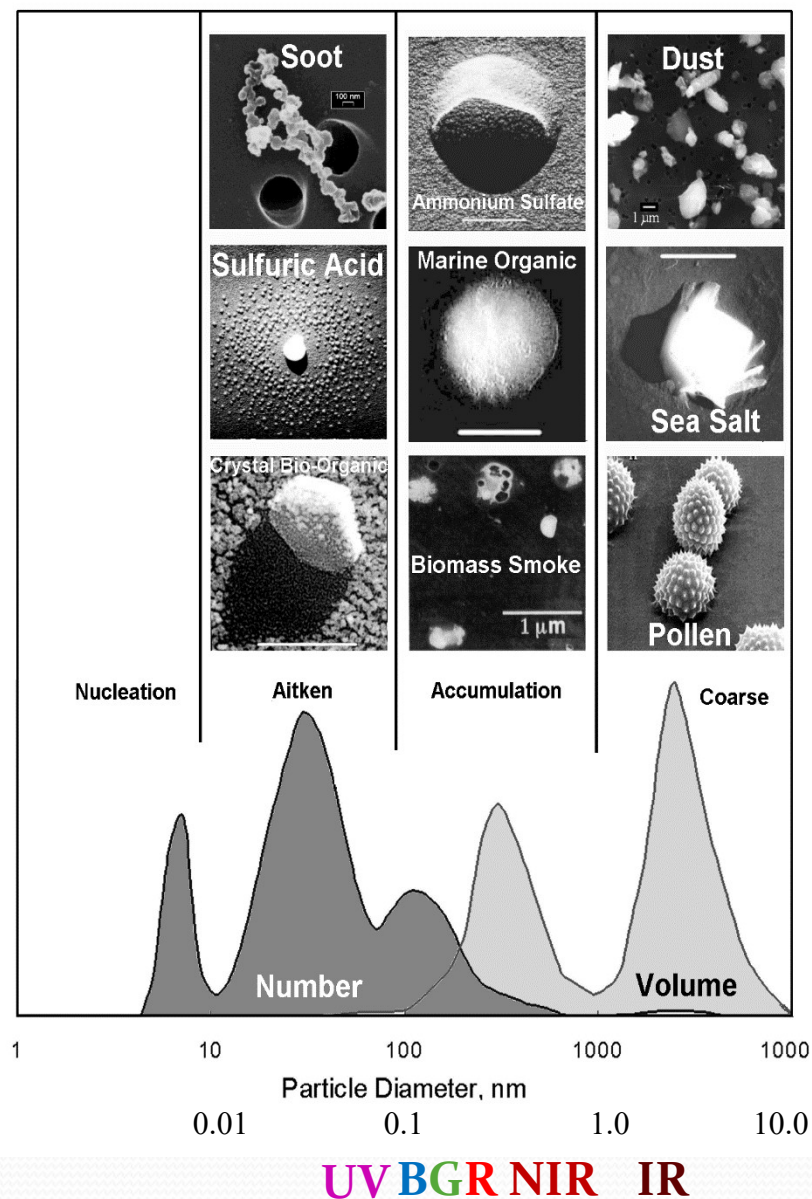 Soot
100 nm
Ammonium Sulfate
Dust
1 µm
Sulfuric Acid
Marine Organic
Sea Salt
Crystal Bio-Organic
Biomass Smoke
1 µm
Pollen
Nucleation
Aitken
Accumulation
Coarse
Number
Volume
1 10 100 1000 1000
Particle Diameter, nm
0.01 0.1 1.0 10.0
UV BGR NIR IR